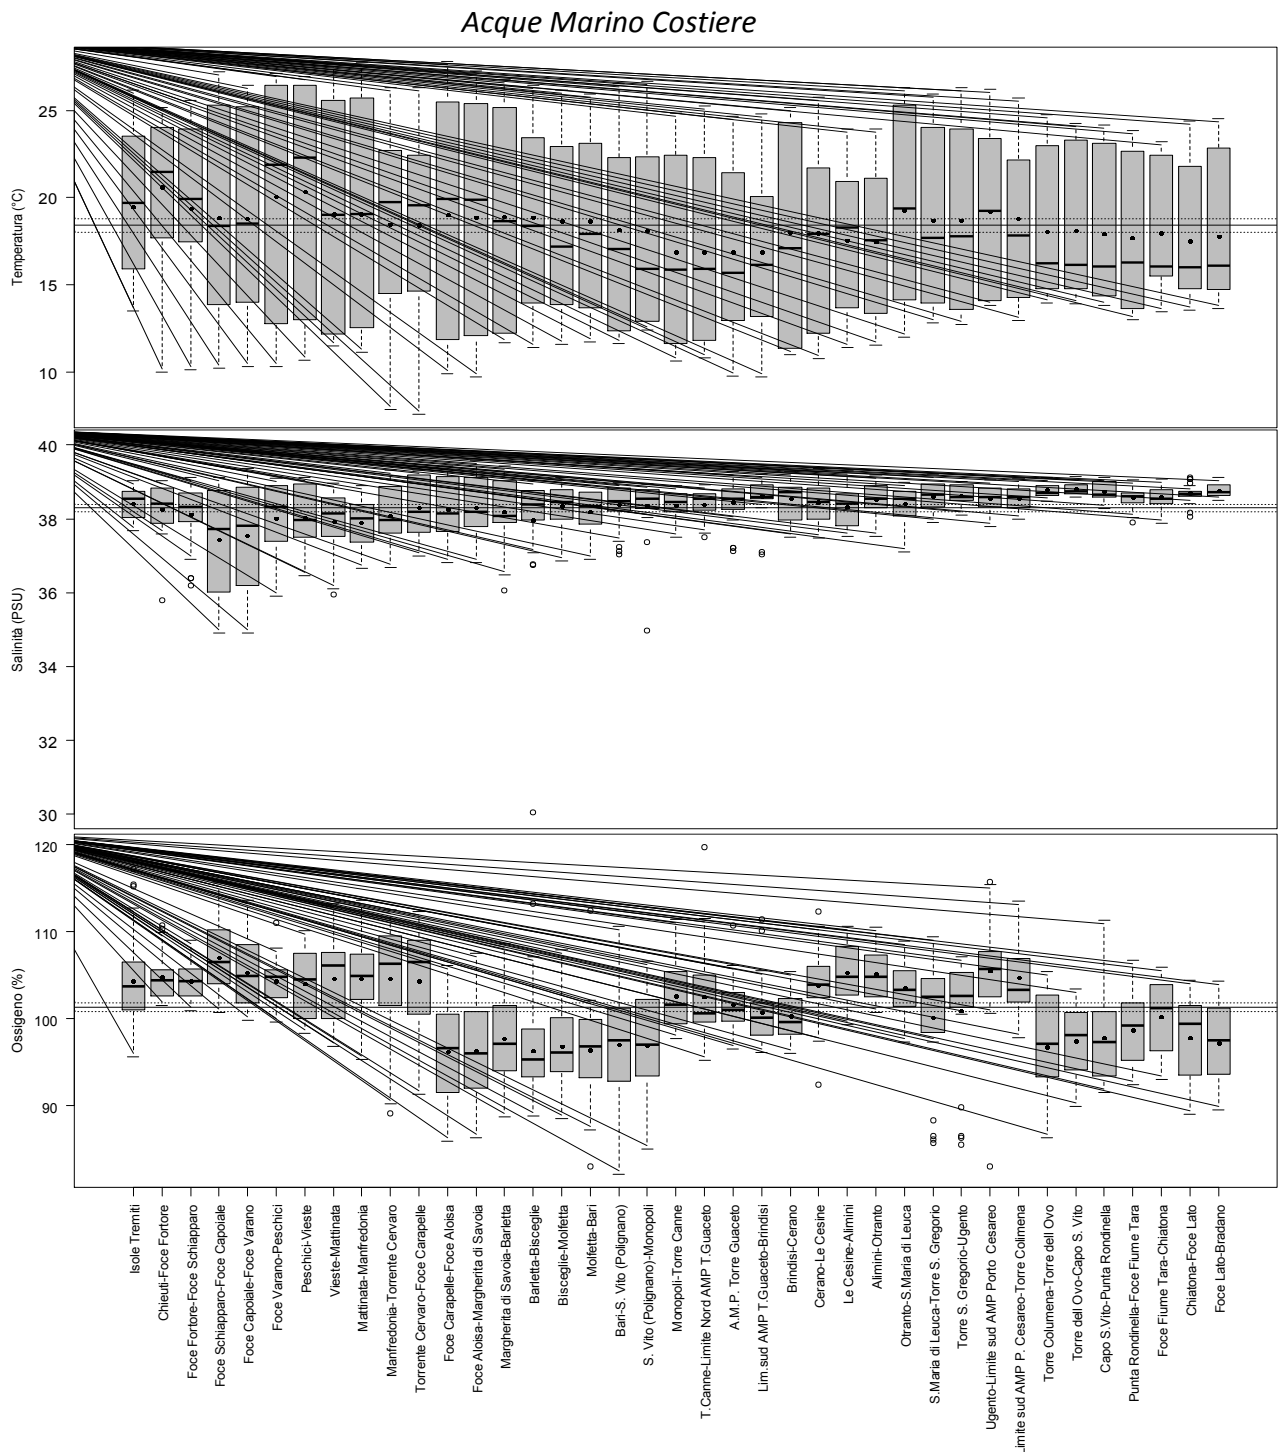 Acque Marino Costiere
Temperatura (°C)
25
20
15
10
Salinità (PSU)
40
38
36
34
32
30
Ossigeno (%)
120
110
100
90
Isole Tremiti
Chieuti-Foce Fortore
Foce Fortore-Foce Schiapparo
Foce Schiapparo-Foce Capoiale
Foce Capoiale-Foce Varano
Foce Varano-Peschici
Peschici-Vieste
Vieste-Mattinata
Mattinata-Manfredonia
Manfredonia-Torrente Cervaro
Torrente Cervaro-Foce Carapelle
Foce Carapelle-Foce Aloisa
Foce Aloisa-Margherita di Savoia
Margherita di Savoia-Barletta
Barletta-Bisceglie
Bisceglie-Molfetta
Molfetta-Bari
Bari-S. Vito (Polignano)
S. Vito (Polignano)-Monopoli
Monopoli-Torre Canne
T.Canne-Limite Nord AMP T.Guaceto
A.M.P. Torre Guaceto
Lim.sud AMP T.Guaceto-Brindisi
Brindisi-Cerano
Cerano-Le Cesine
Le Cesine-Alimini
Alimini-Otranto
Otranto-S.Maria di Leuca
S.Maria di Leuca-Torre S. Gregorio
Torre S. Gregorio-Ugento
Ugento-Limite sud AMP Porto Cesareo
Limite sud AMP P. Cesareo-Torre Colimena
Torre Columena-Torre dell Ovo
Torre dell Ovo-Capo S. Vito
Capo S.Vito-Punta Rondinella
Punta Rondinella-Foce Fiume Tara
Foce Fiume Tara-Chiatona
Chiatona-Foce Lato
Foce Lato-Bradano